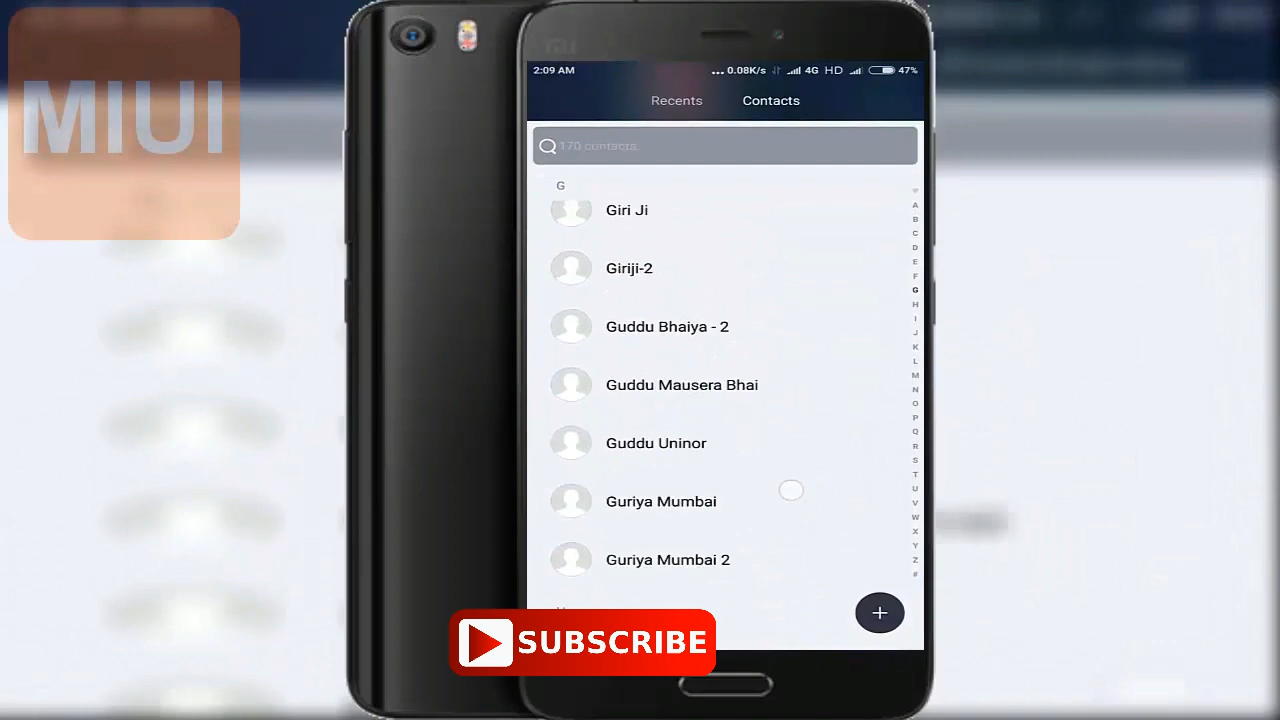 MIUI
2:09 AM
... 0.08K/s 4G HD 47%
Recents Contacts
170 contacts
G
Giri Ji
Giriji-2
Guddu Bhaiya - 2
Guddu Mausera Bhai
Guddu Uninor
Guriya Mumbai
Guriya Mumbai 2
A
B
C
D
E
F
G
H
I
J
K
L
M
N
O
P
Q
R
S
T
U
V
W
X
Y
Z
#
+
SUBSCRIBE